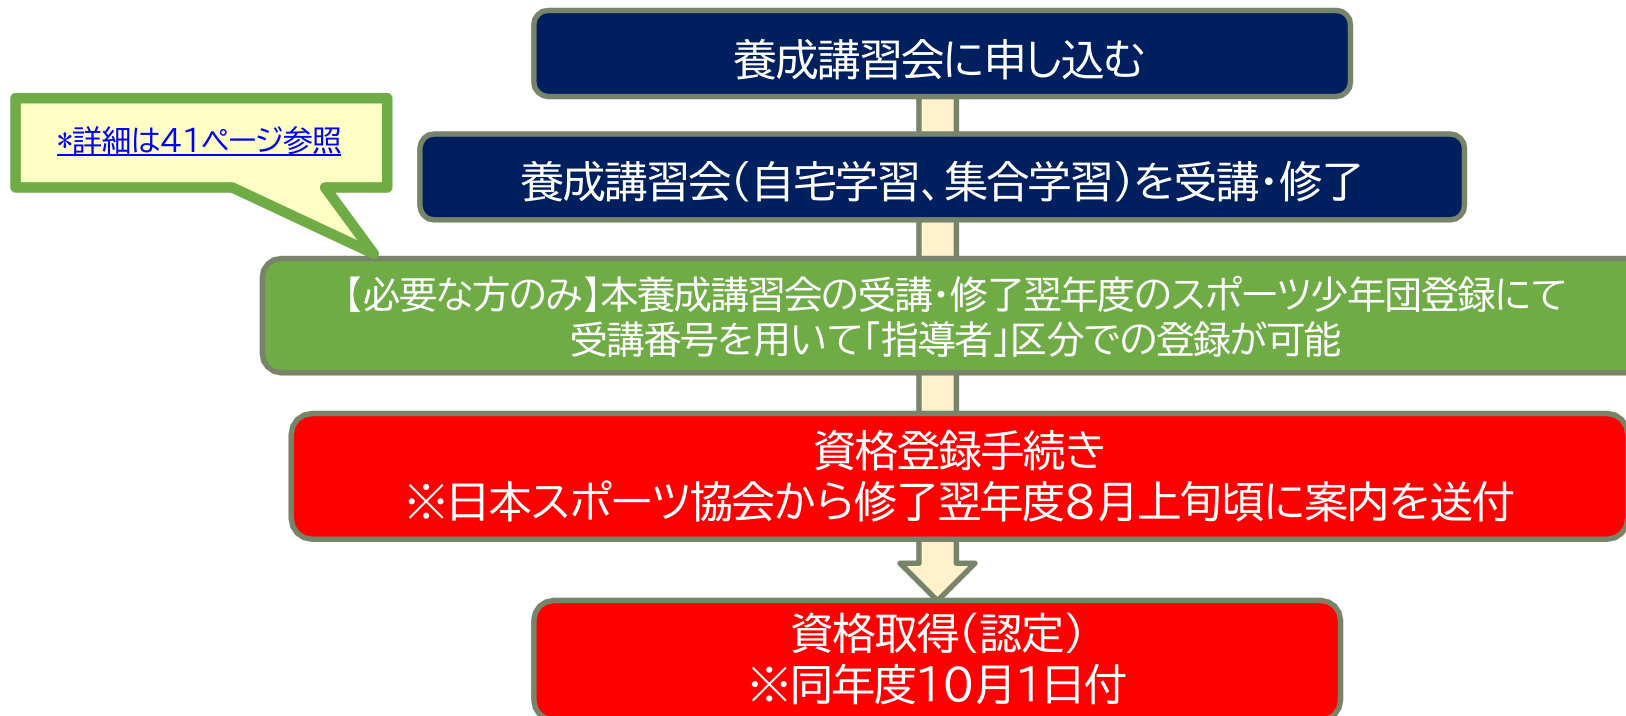 養成講習会に申し込む
*詳細は41ページ参照
養成講習会(自宅学習、集合学習)を受講・修了
【必要な方のみ】本養成講習会の受講・修了翌年度のスポーツ少年団登録にて
受講番号を用いて「指導者」区分での登録が可能
資格登録手続き
※日本スポーツ協会から修了翌年度8月上旬頃に案内を送付
資格取得(認定)
※同年度10月1日付